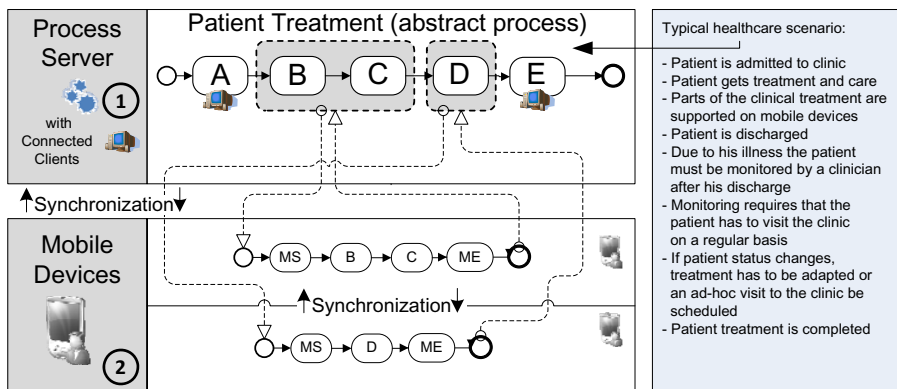 Process
Server
1
with
Connected
Clients
Patient Treatment (abstract process)
A
B
C
D
E
Synchronization
Mobile
Devices
2
MS
B
C
ME
Synchronization
MS
D
ME
Typical healthcare scenario:
- Patient is admitted to clinic
- Patient gets treatment and care
- Parts of the clinical treatment are
supported on mobile devices
- Patient is discharged
- Due to his illness the patient
must be monitored by a clinician
after his discharge
- Monitoring requires that the
patient has to visit the clinic
on a regular basis
- If patient status changes,
treatment has to be adapted or
an ad-hoc visit to the clinic be
scheduled
- Patient treatment is completed